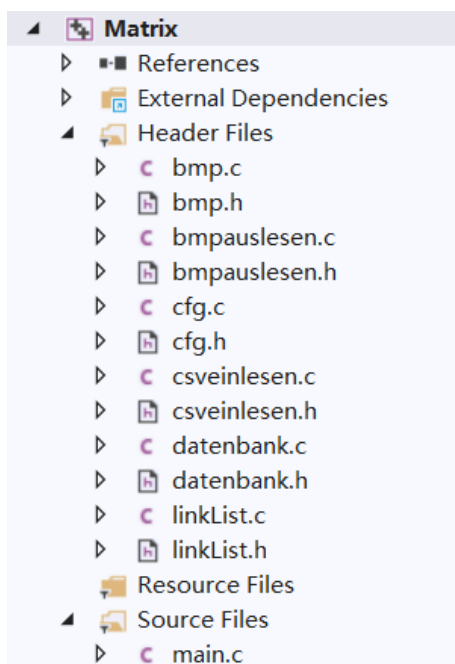 Matrix
References
External Dependencies
Header Files
bmp.c
bmp.h
bmpauslesen.c
bmpauslesen.h
cfg.c
cfg.h
csveinlesen.c
csveinlesen.h
datenbank.c
datenbank.h
linkList.c
linkList.h
Resource Files
Source Files
main.c